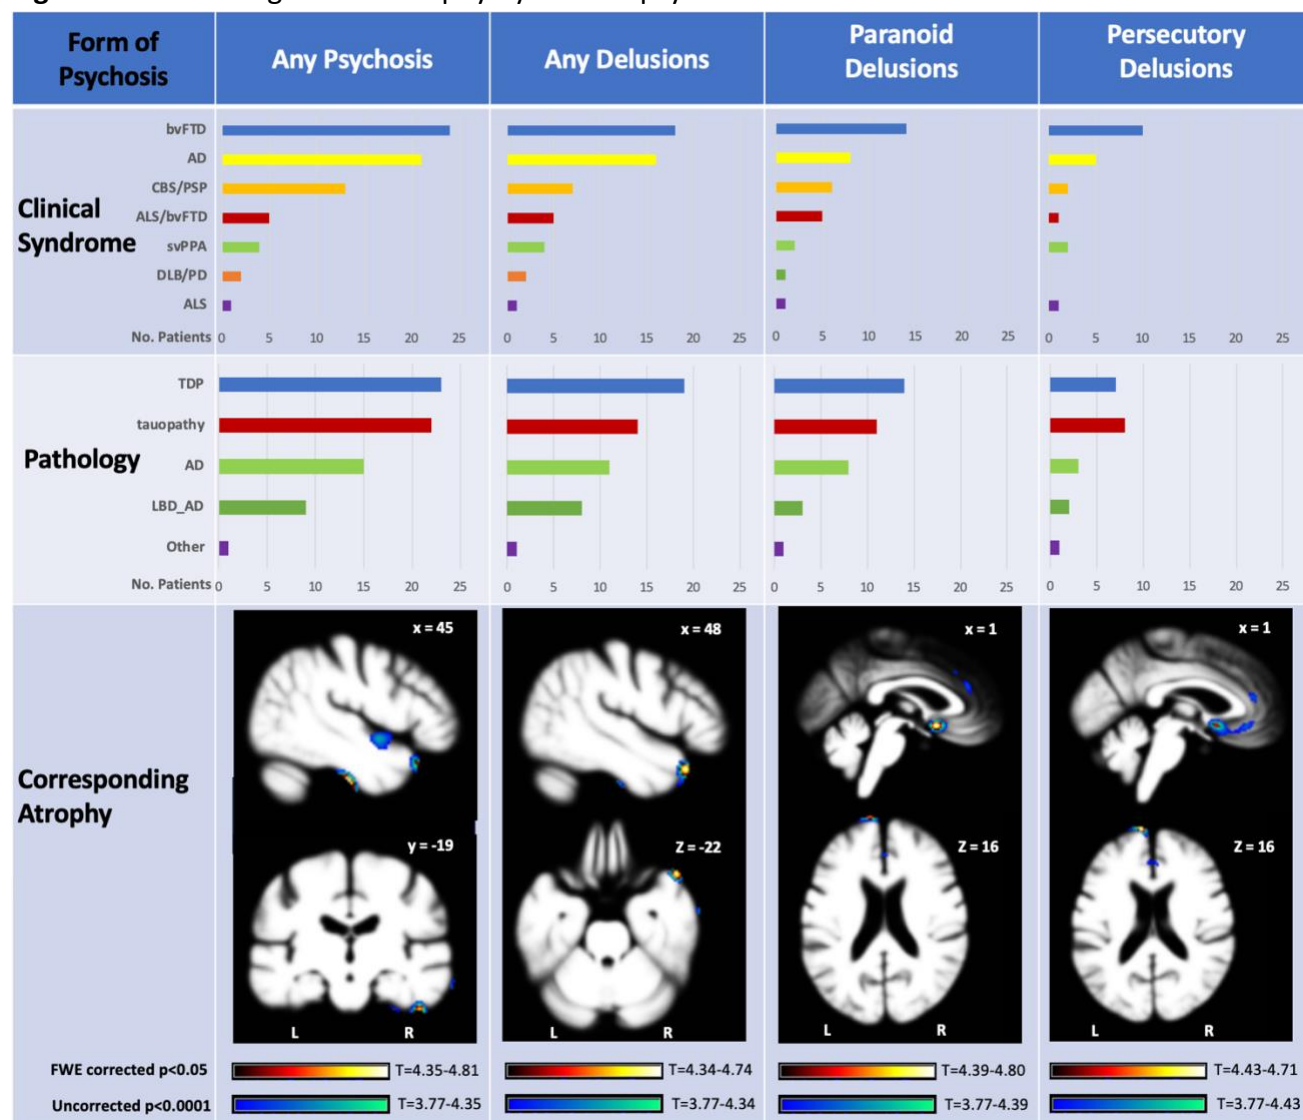 Form of
Psychosis
Any Psychosis
Any Delusions
Paranoid
Delusions
Persecutory
Delusions
Clinical
Syndrome
bvFTD
AD
CBS/PSP
ALS/bvFTD
svPPA
DLB/PD
ALS
No. Patients
0 5 10 15 20 25
0 5 10 15 20 25
0 5 10 15 20 25
0 5 10 15 20 25
Pathology
TDP
tauopathy
AD
LBD_AD
Other
No. Patients
0 5 10 15 20 25
0 5 10 15 20 25
0 5 10 15 20 25
0 5 10 15 20 25
Corresponding
Atrophy
x = 45
x = 48
x = 1
x = 1
y = -19
Z = -22
Z = 16
Z = 16
L R
L R
L R
L R
FWE corrected p<0.05
T=4.35-4.81
T=4.34-4.74
T=4.39-4.80
T=4.43-4.71
Uncorrected p<0.0001
T=3.77-4.35
T=3.77-4.34
T=3.77-4.39
T=3.77-4.43